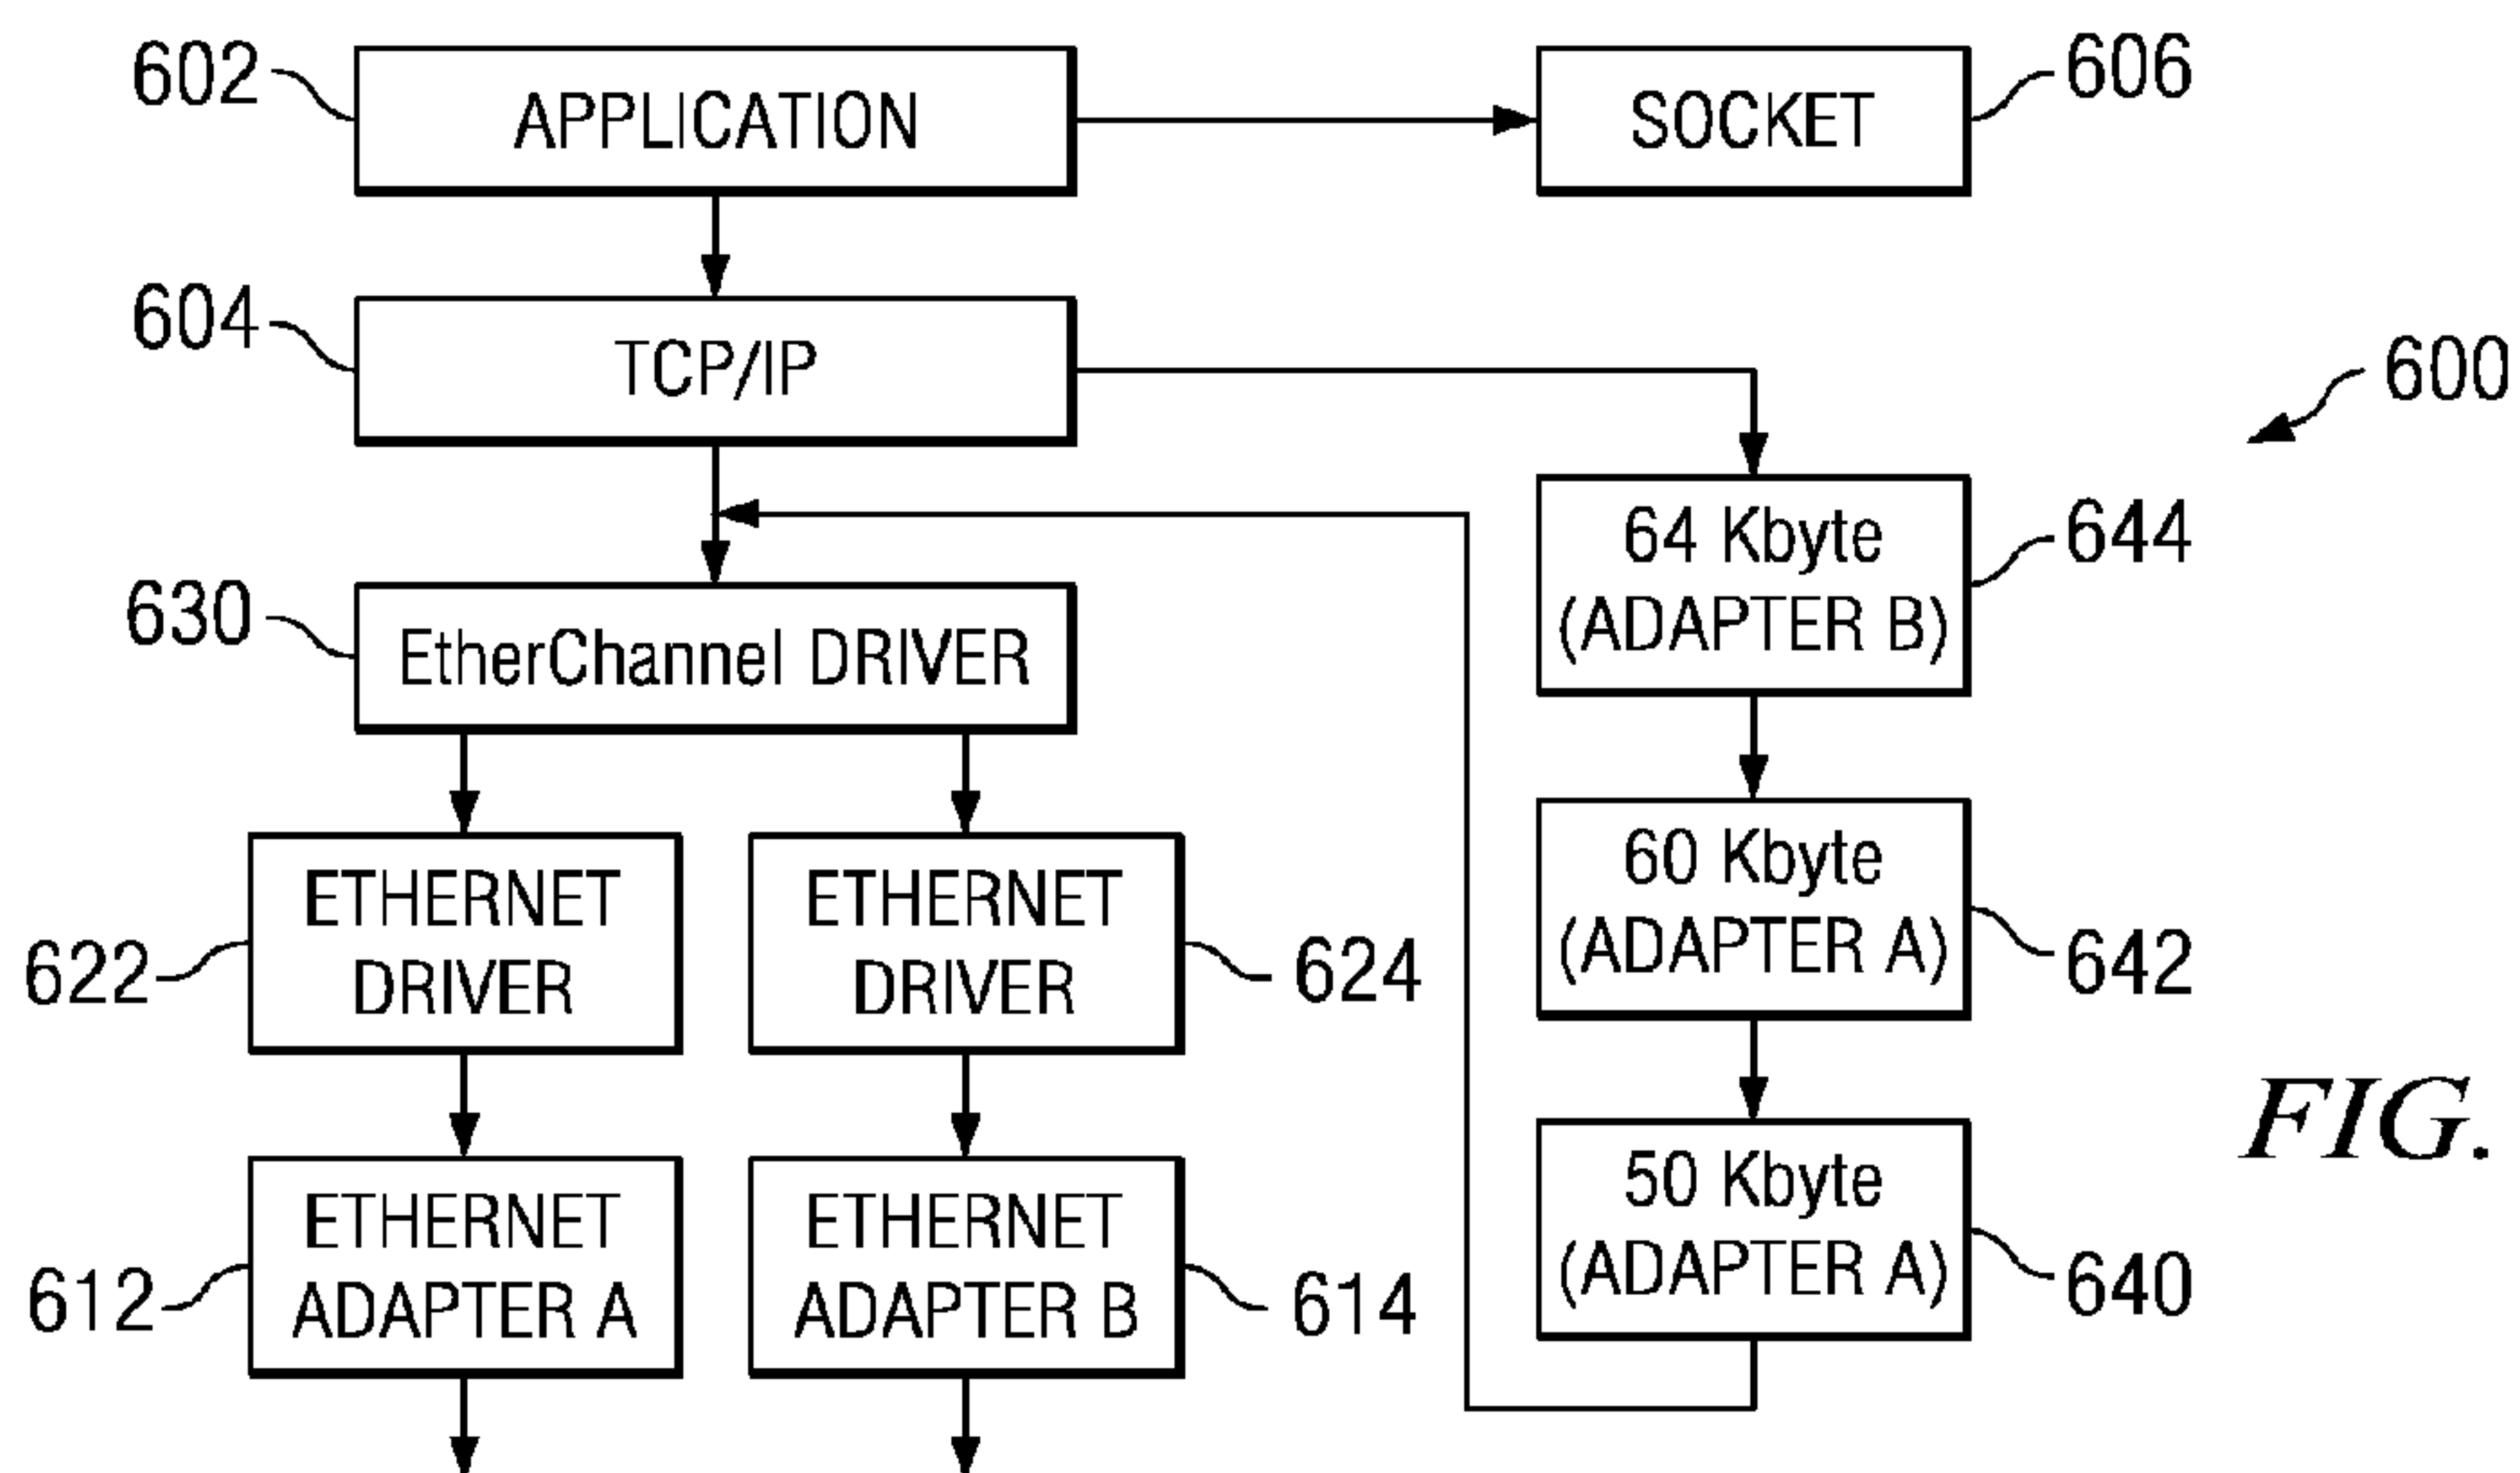 602
APPLICATION
SOCKET
606
604
TCP/IP
600
630
EtherChannel DRIVER
64 Kbyte
(ADAPTER B)
644
622
ETHERNET
DRIVER
ETHERNET
DRIVER
624
60 Kbyte
(ADAPTER A)
642
612
ETHERNET
ADAPTER A
ETHERNET
ADAPTER B
614
50 Kbyte
(ADAPTER A)
640
FIG.